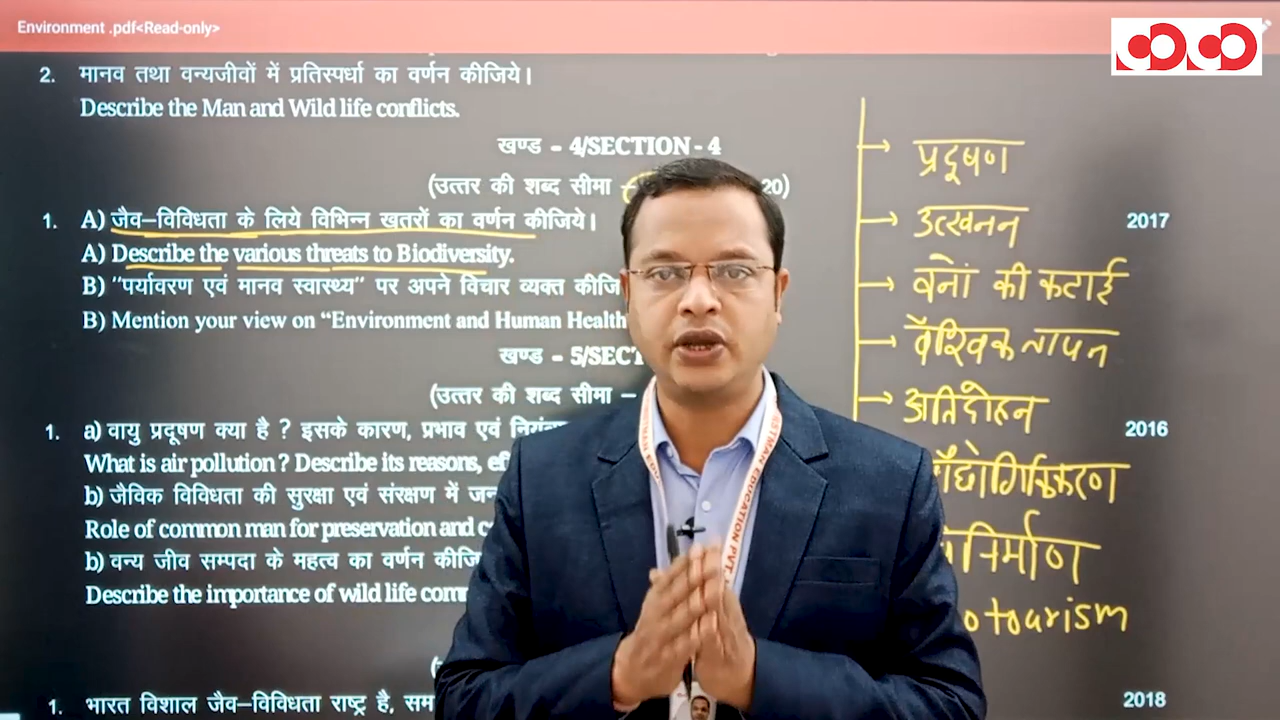 Environment .pdf<Read-only>
2. मानव तथा वन्यजीवों में प्रतिस्पर्धा का वर्णन कीजिये।
Describe the Man and Wild life conflicts.
खण्ड - 4/SECTION - 4
(उत्तर की शब्द सीमा 20)
1. A) जैव–विविधता के लिये विभिन्न खतरों का वर्णन कीजिये।
2017
A) Describe the various threats to Biodiversity.
B) “पर्यावरण एवं मानव स्वास्थ्य” पर अपने विचार व्यक्त
B) Mention your view on “Environment and Human Health
खण्ड - 5/SECT
(उत्तर की शब्द सीमा –
1. a) वायु प्रदूषण क्या है ? इसके कारण, प्रभाव एवं
2016
What is air pollution? Describe its reasons,
b) जैविक विविधता की सुरक्षा एवं संरक्षण में
Role of common man for preservation and
b) वन्य जीव सम्पदा के महत्व का वर्णन
Describe the importance of wild life
1. भारत विशाल जैव–विविधता राष्ट्र है,
2018
→ प्रदूषण
→ उत्खनन
→ वनों की कटाई
→ वैश्विक तापन
→ अतिदोहन
निर्माण
otourism
EASTMAN EDUCATION PVT.